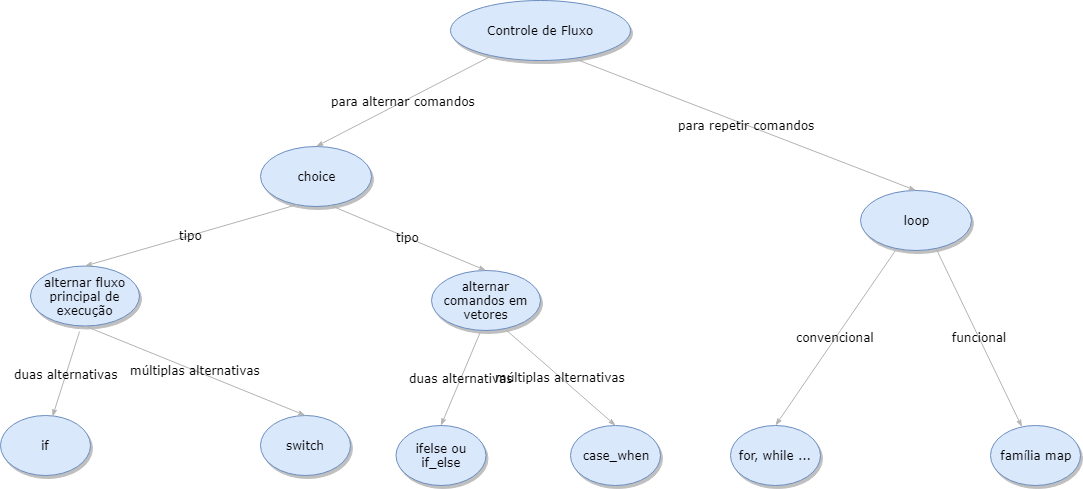 Controle de Fluxo
para alternar comandos
para repetir comandos
choice
loop
tipo
tipo
alternar fluxo
principal de
execução
alternar
comandos em
vetores
convencional
funcional
duas alternativas
múltiplas alternativas
duas alternativas
múltiplas alternativas
if
switch
ifelse ou
if_else
case_when
for, while ...
família map